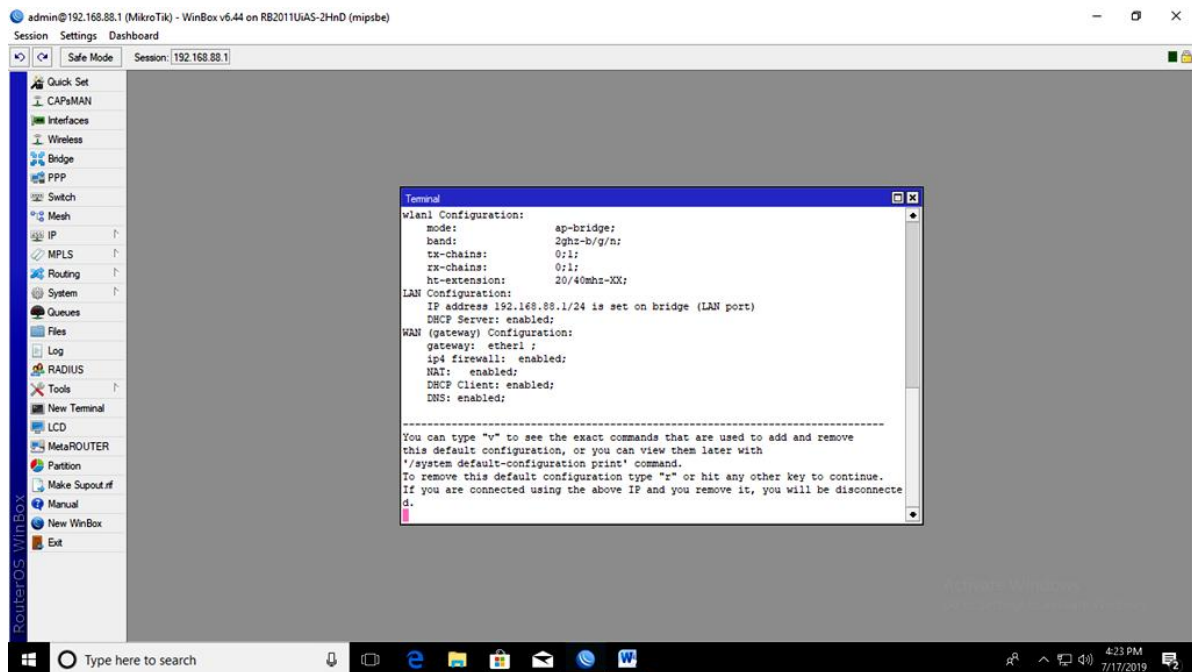 admin@192.168.88.1 (MikroTik) - WinBox v6.44 on RB2011UiAS-2HnD (mipsbe)
Session Settings Dashboard
Safe Mode Session: 192.168.88.1
Quick Set
CAPsMAN
Interfaces
Wireless
Bridge
PPP
Switch
Mesh
IP
MPLS
Routing
System
Queues
Files
Log
RADIUS
Tools
New Terminal
LCD
MetaROUTER
Partition
Make Supout.rif
Manual
New WinBox
Exit
RouterOS WinBox
Terminal
wlan1 Configuration:
mode: ap-bridge;
band: 2ghz-b/g/n;
tx-chains: 0;1;
rx-chains: 0;1;
ht-extension: 20/40mhz-XX;
LAN Configuration:
IP address 192.168.88.1/24 is set on bridge (LAN port)
DHCP Server: enabled;
WAN (gateway) Configuration:
gateway: ether1 ;
ip4 firewall: enabled;
NAT: enabled;
DHCP Client: enabled;
DNS: enabled;
-------------------------------------------------------------------------------
You can type "v" to see the exact commands that are used to add and remove
this default configuration, or you can view them later with
'/system default-configuration print' command.
To remove this default configuration type "r" or hit any other key to continue.
If you are connected using the above IP and you remove it, you will be disconnecte
d.
Activate Windows
Type here to search
4:23 PM
7/17/2019